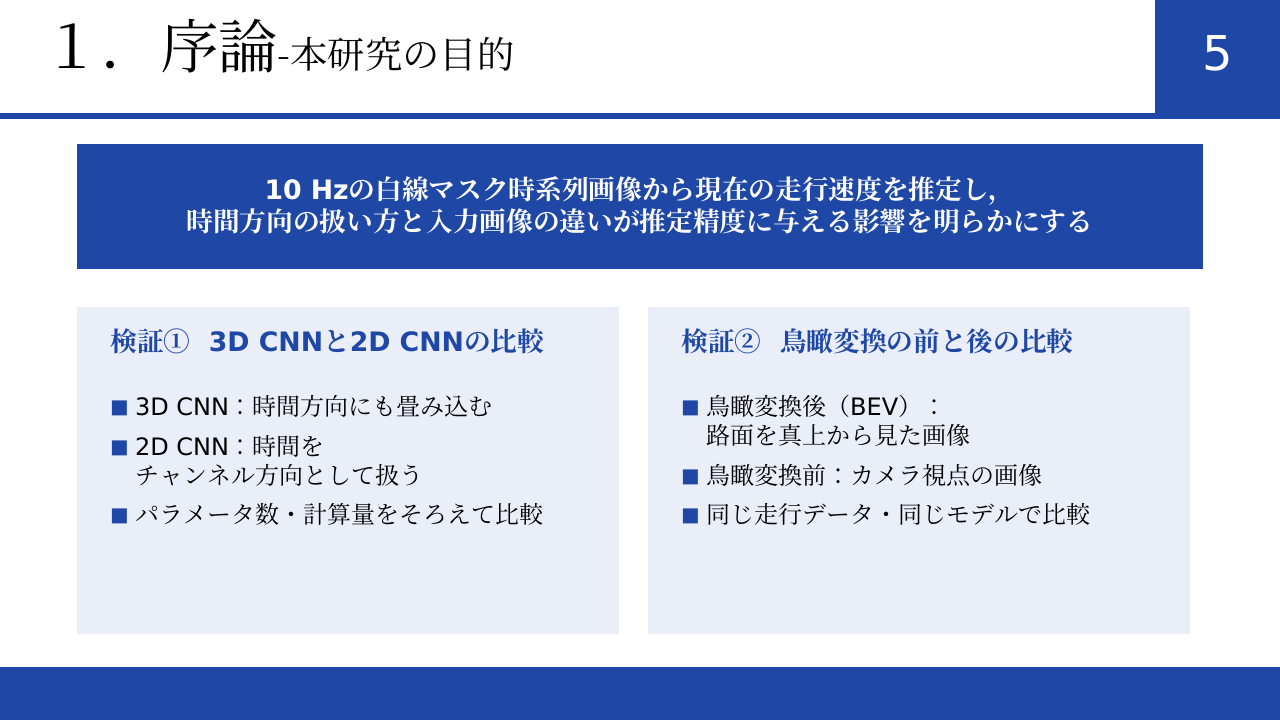 1. 序論-本研究の目的
5
10 Hzの白線マスク時系列画像から現在の走行速度を推定し,
時間方向の扱い方と入力画像の違いが推定精度に与える影響を明らかにする
検証① 3D CNNと2D CNNの比較
■ 3D CNN：時間方向にも畳み込む
■ 2D CNN：時間を
チャンネル方向として扱う
■ パラメータ数・計算量をそろえて比較
検証② 鳥瞰変換の前と後の比較
■ 鳥瞰変換後（BEV）：
路面を真上から見た画像
■ 鳥瞰変換前：カメラ視点の画像
■ 同じ走行データ・同じモデルで比較